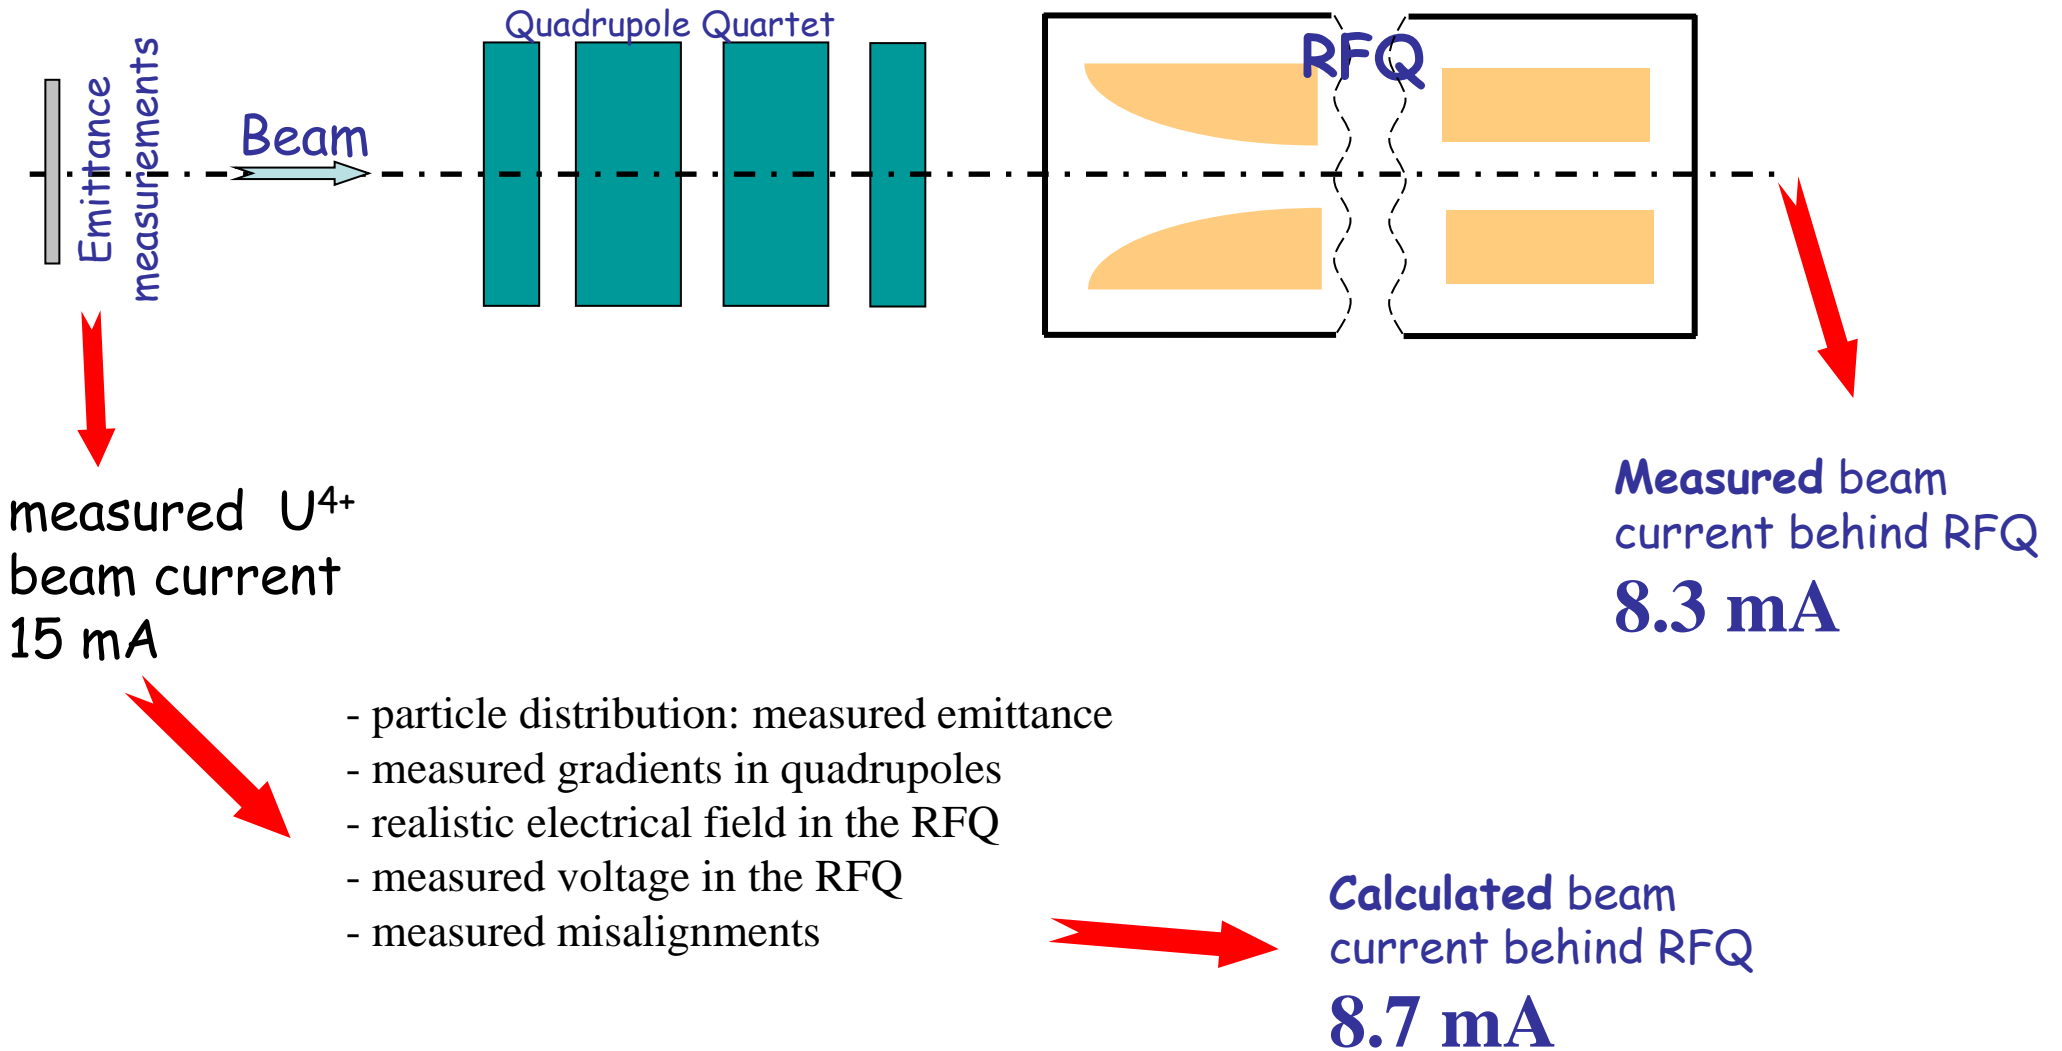 Quadrupole Quartet
RFQ
Emittance
measurements
Beam
measured U⁴⁺
beam current
15 mA
Measured beam
current behind RFQ
8.3 mA
- particle distribution: measured emittance
- measured gradients in quadrupoles
- realistic electrical field in the RFQ
- measured voltage in the RFQ
- measured misalignments
Calculated beam
current behind RFQ
8.7 mA